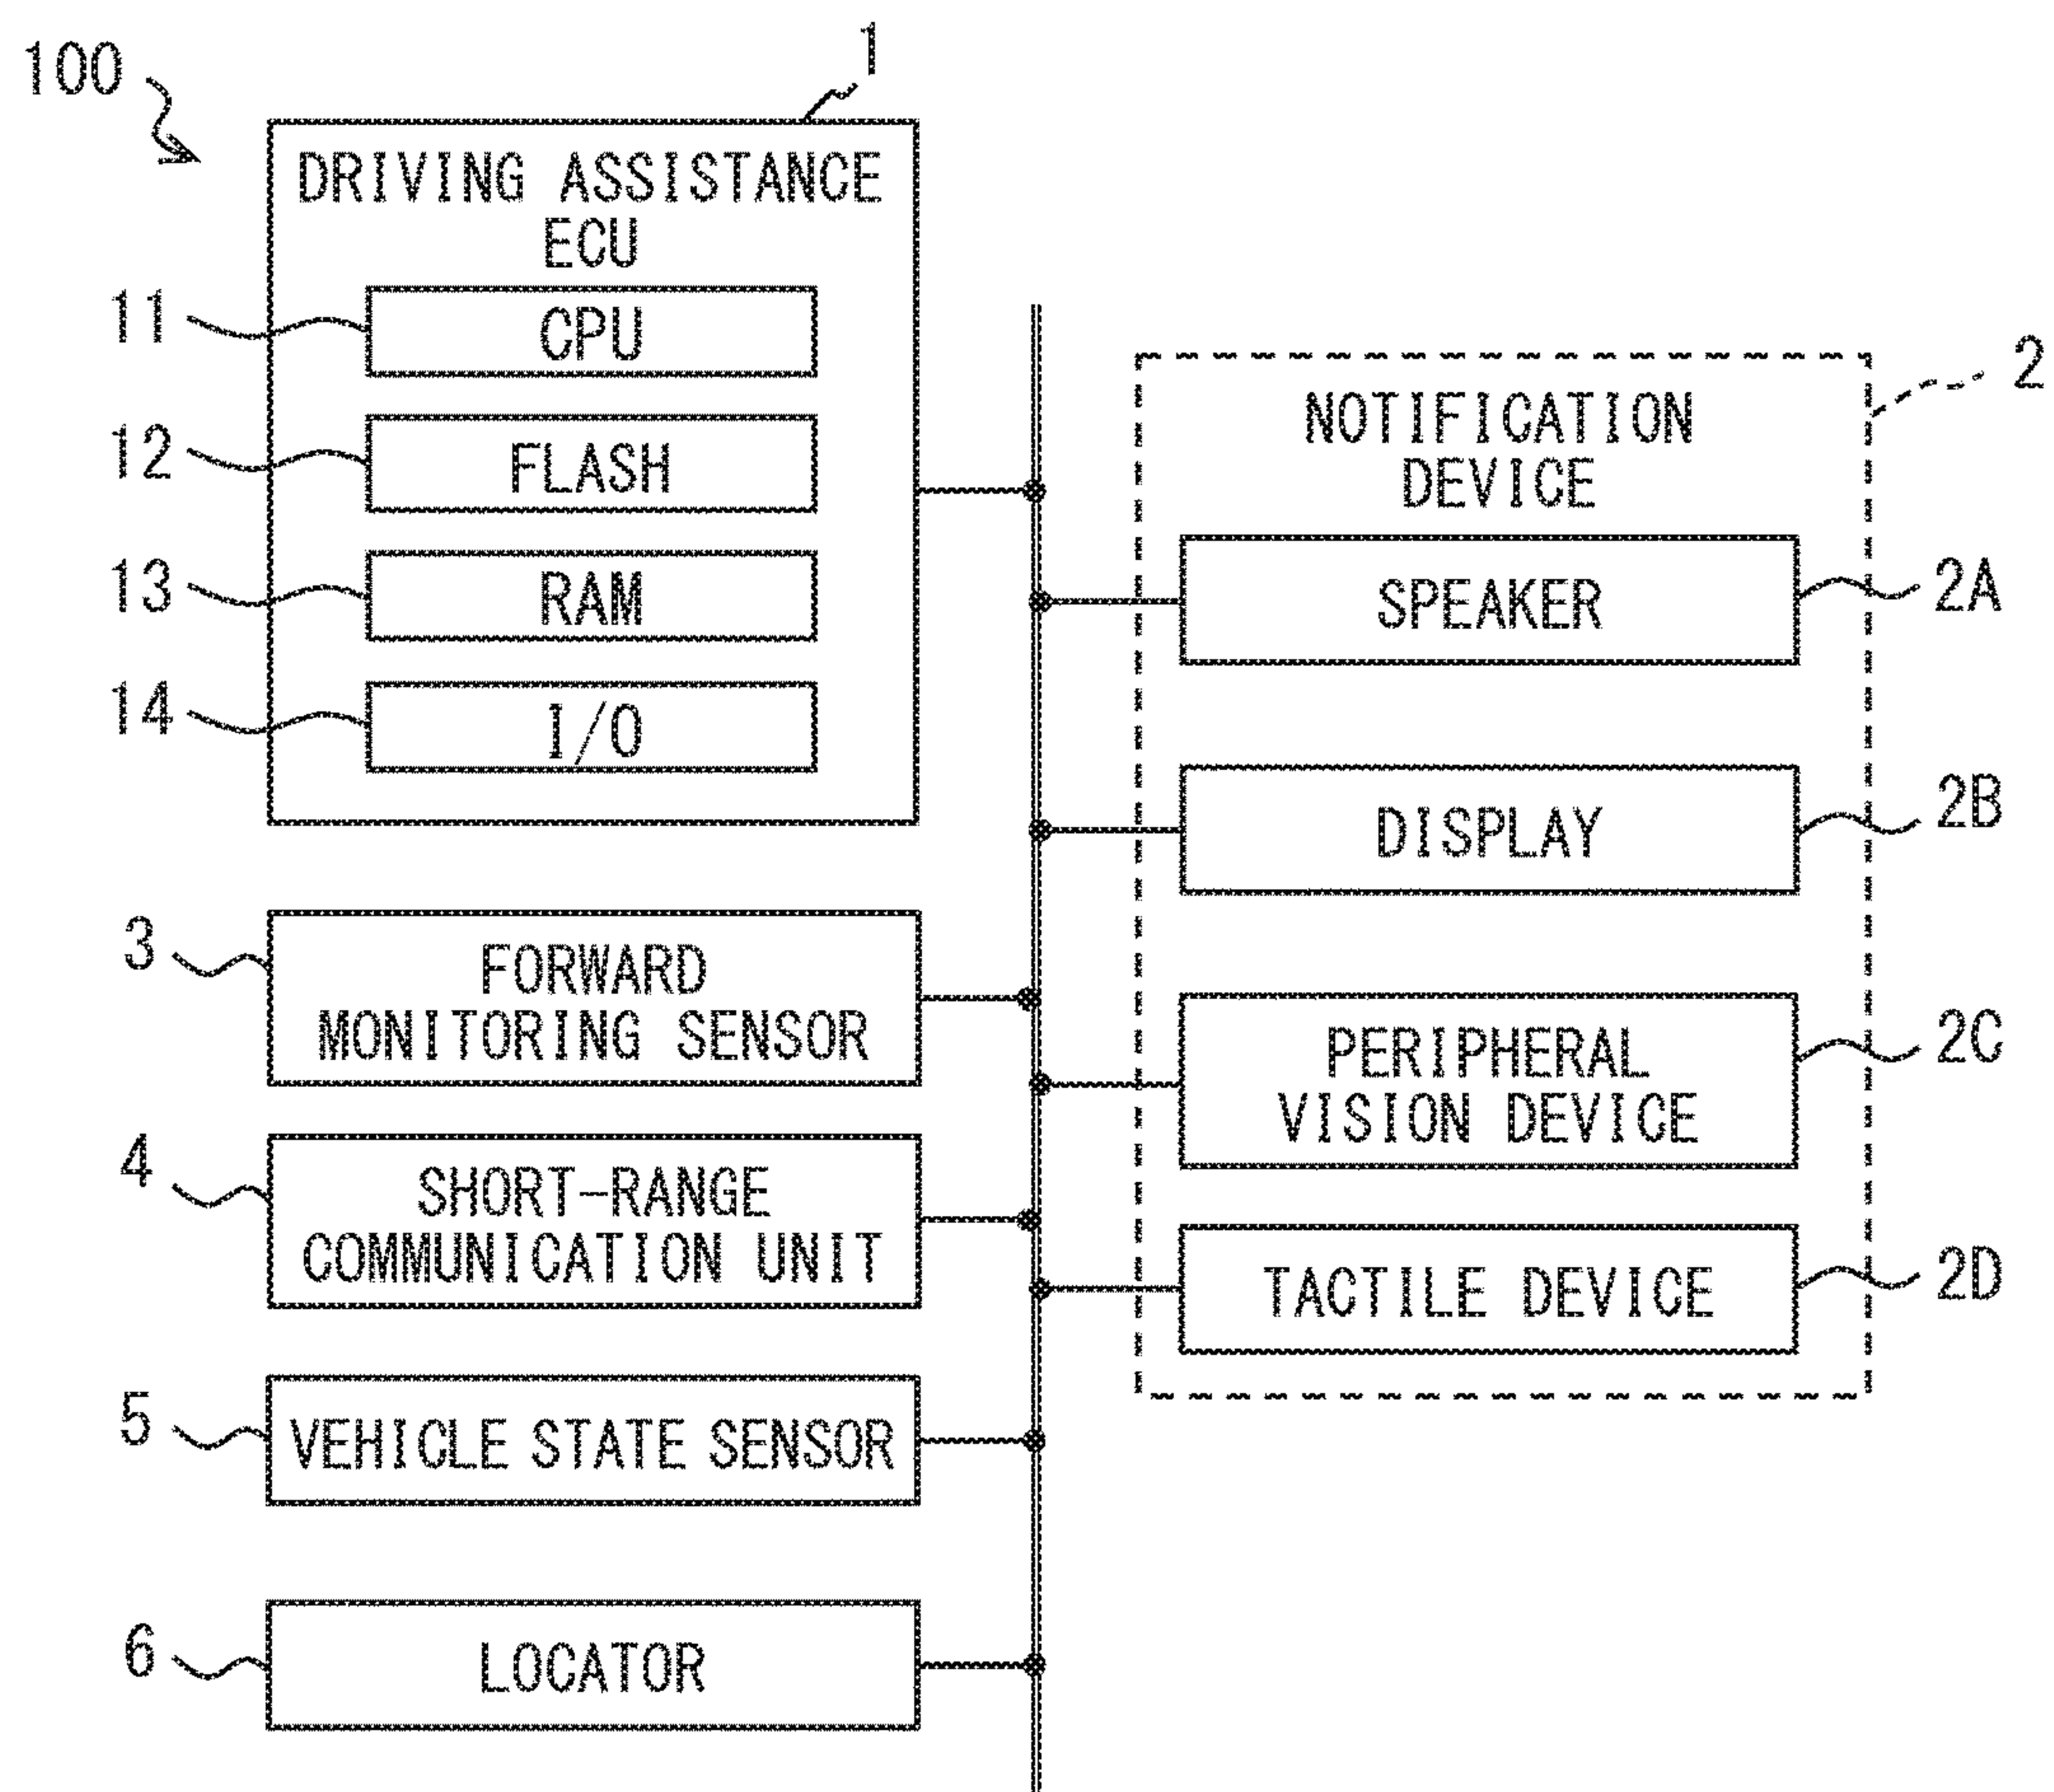 100
1
DRIVING ASSISTANCE
ECU
11
CPU
12
FLASH
13
RAM
14
I/O
2
NOTIFICATION
DEVICE
SPEAKER
2A
DISPLAY
2B
PERIPHERAL
VISION DEVICE
2C
TACTILE DEVICE
2D
3
FORWARD
MONITORING SENSOR
4
SHORT-RANGE
COMMUNICATION UNIT
5
VEHICLE STATE SENSOR
6
LOCATOR